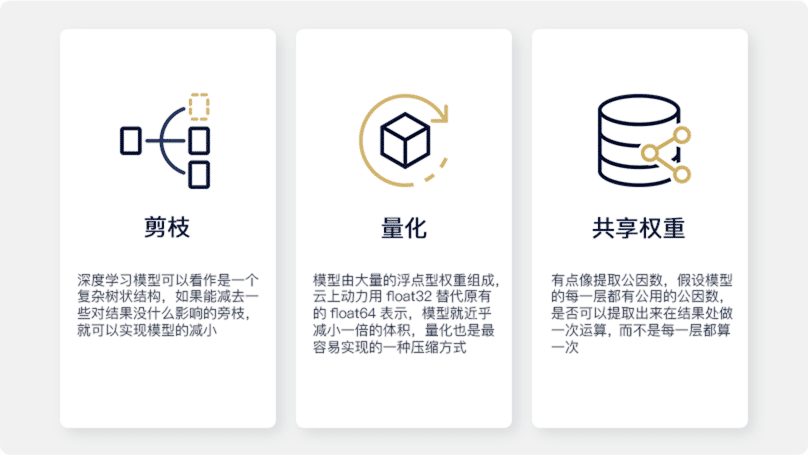 剪枝
深度学习模型可以看作是一个
复杂树状结构，如果能减去一
些对结果没什么影响的旁枝，
就可以实现模型的减小
量化
模型由大量的浮点型权重组成，
云上动力用 float32 替代原有
的 float64 表示，模型就近乎
减小一倍的体积，量化也是最
容易实现的一种压缩方式
共享权重
有点像提取公因数，假设模型
的每一层都有公用的公因数，
是否可以提取出来在结果处做
一次运算，而不是每一层都算
一次